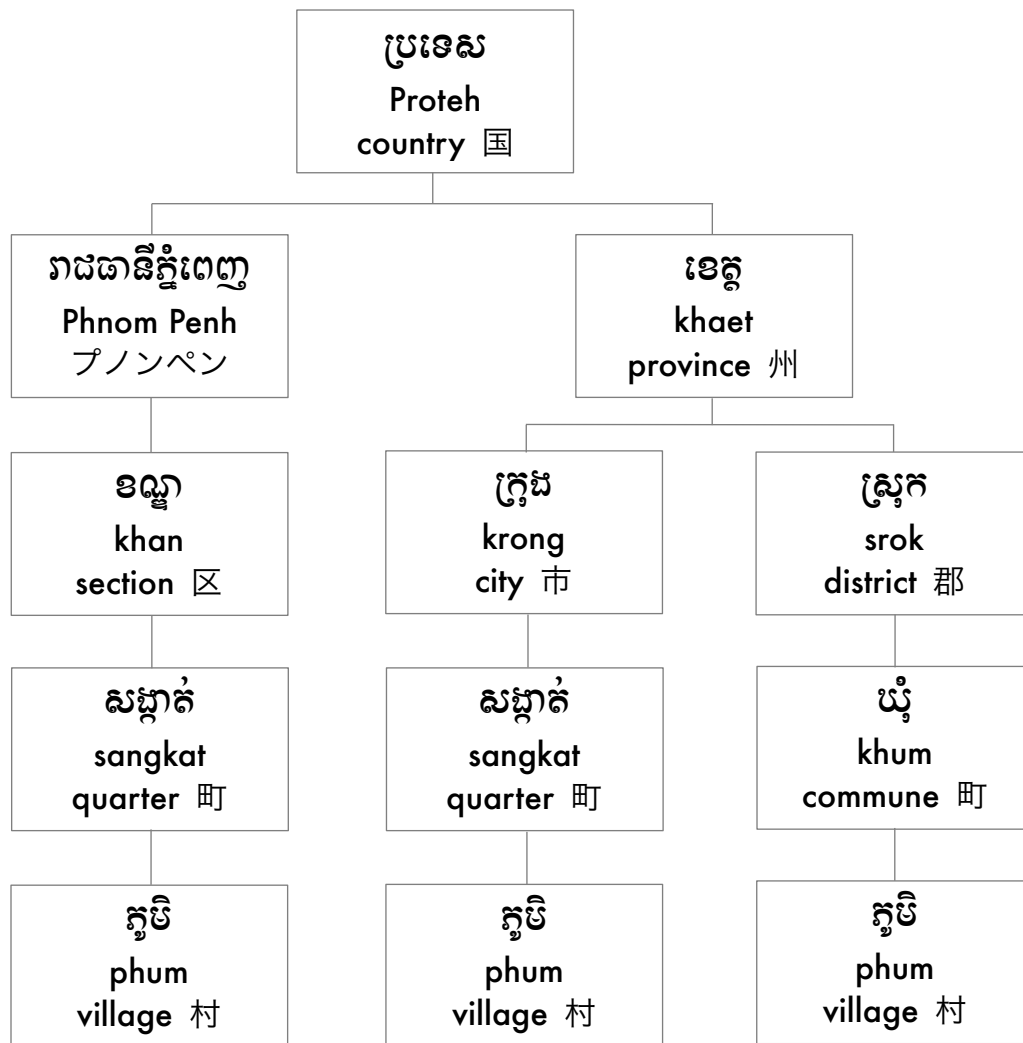 ប្រទេស
Proteh
country 国
រាជធានីភ្នំពេញ
Phnom Penh
プノンペン
ខេត្ត
khaet
province 州
ខណ្ឌ
khan
section 区
ក្រុង
krong
city 市
ស្រុក
srok
district 郡
សង្កាត់
sangkat
quarter 町
សង្កាត់
sangkat
quarter 町
ឃុំ
khum
commune 町
ភូមិ
phum
village 村
ភូមិ
phum
village 村
ភូមិ
phum
village 村